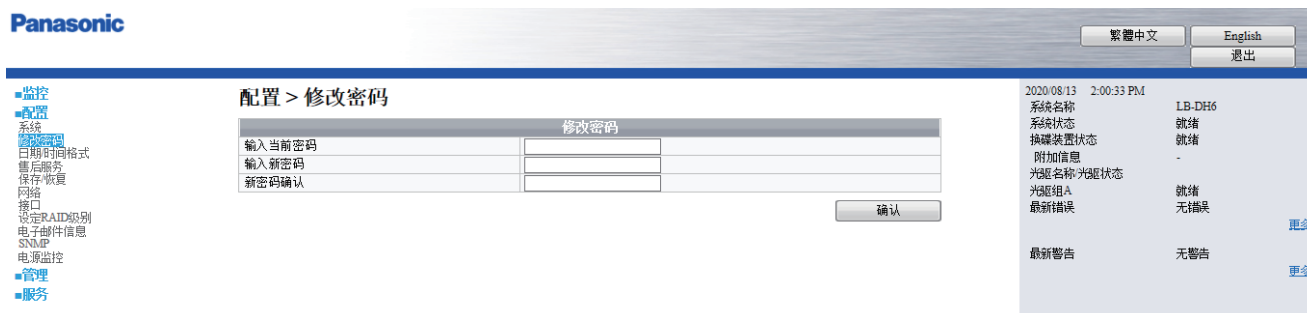 Panasonic
繁體中文
English
退出
■监控
■配置
系统
修改密码
日期/时间格式
售后服务
保存/恢复
网络
接口
设定RAID级别
电子邮件信息
SNMP
电源监控
■管理
■服务
配置 > 修改密码
修改密码
输入当前密码
输入新密码
新密码确认
确认
2020/08/13 2:00:33 PM
系统名称 LB-DH6
系统状态 就绪
换碟装置状态 就绪
附加信息 -
光驱名称/光驱状态
光驱组A 就绪
最新错误 无错误
更多
最新警告 无警告
更多